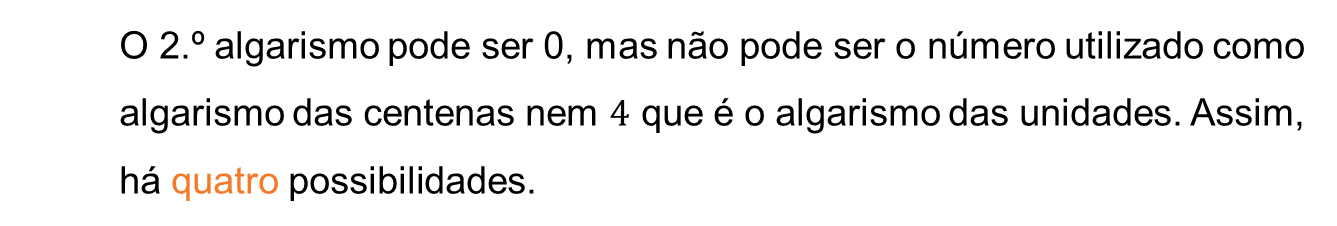 O 2.º algarismo pode ser 0, mas não pode ser o número utilizado como
algarismo das centenas nem 4 que é o algarismo das unidades. Assim,
há quatro possibilidades.